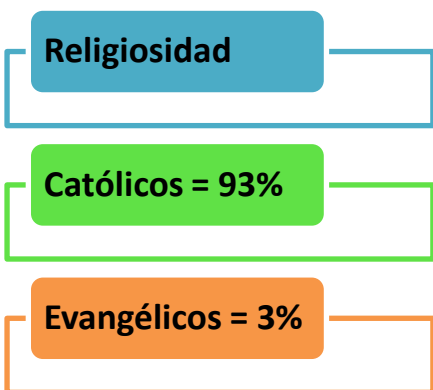 Religiosidad
Católicos = 93%
Evangélicos = 3%